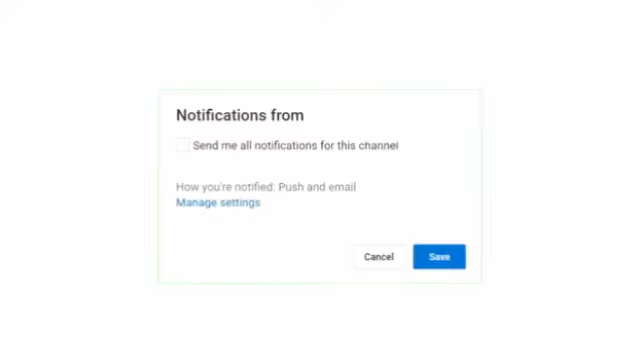 Notifications from
Send me all notifications for this channel
How you're notified: Push and email
Manage settings
Cancel
Save